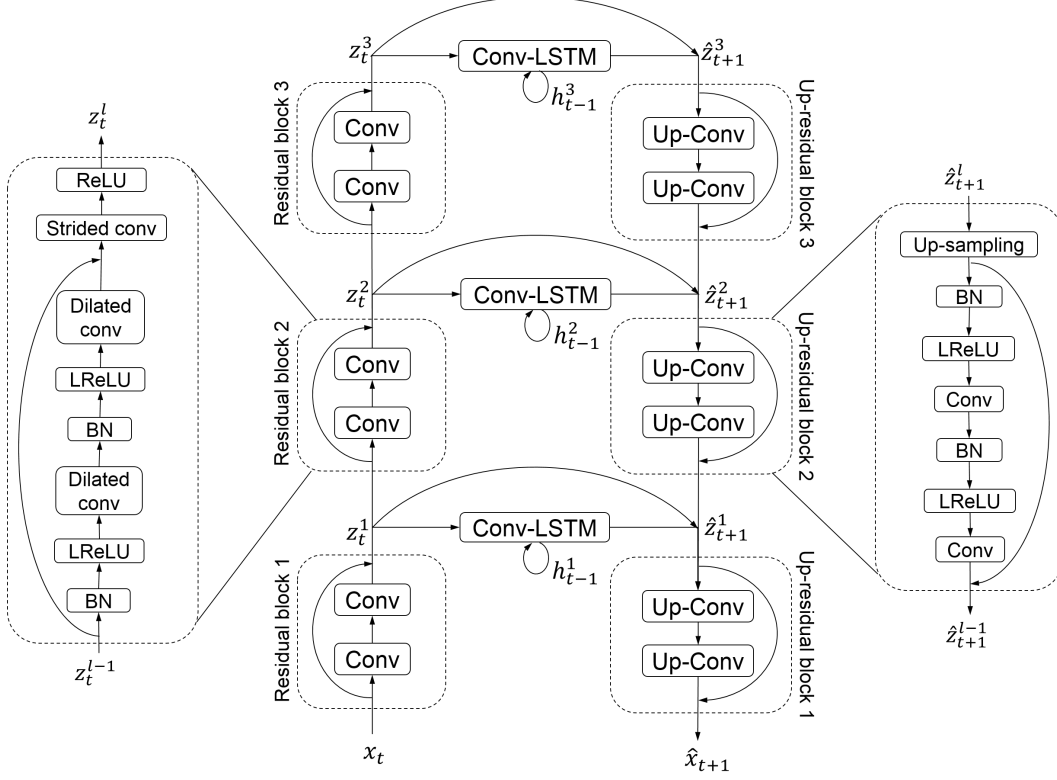 z_t^l
ReLU
Strided conv
Dilated
conv
LReLU
BN
Dilated
conv
LReLU
BN
z_t^{l-1}
z_t^3
Conv-LSTM
h_{t-1}^3
ẑ_{t+1}^3
Residual block 3
Conv
Conv
Up-residual block 3
Up-Conv
Up-Conv
z_t^2
Conv-LSTM
h_{t-1}^2
ẑ_{t+1}^2
Residual block 2
Conv
Conv
Up-residual block 2
Up-Conv
Up-Conv
z_t^1
Conv-LSTM
h_{t-1}^1
ẑ_{t+1}^1
Residual block 1
Conv
Conv
Up-residual block 1
Up-Conv
Up-Conv
x_t
x̂_{t+1}
ẑ_{t+1}^l
Up-sampling
BN
LReLU
Conv
BN
LReLU
Conv
ẑ_{t+1}^{l-1}